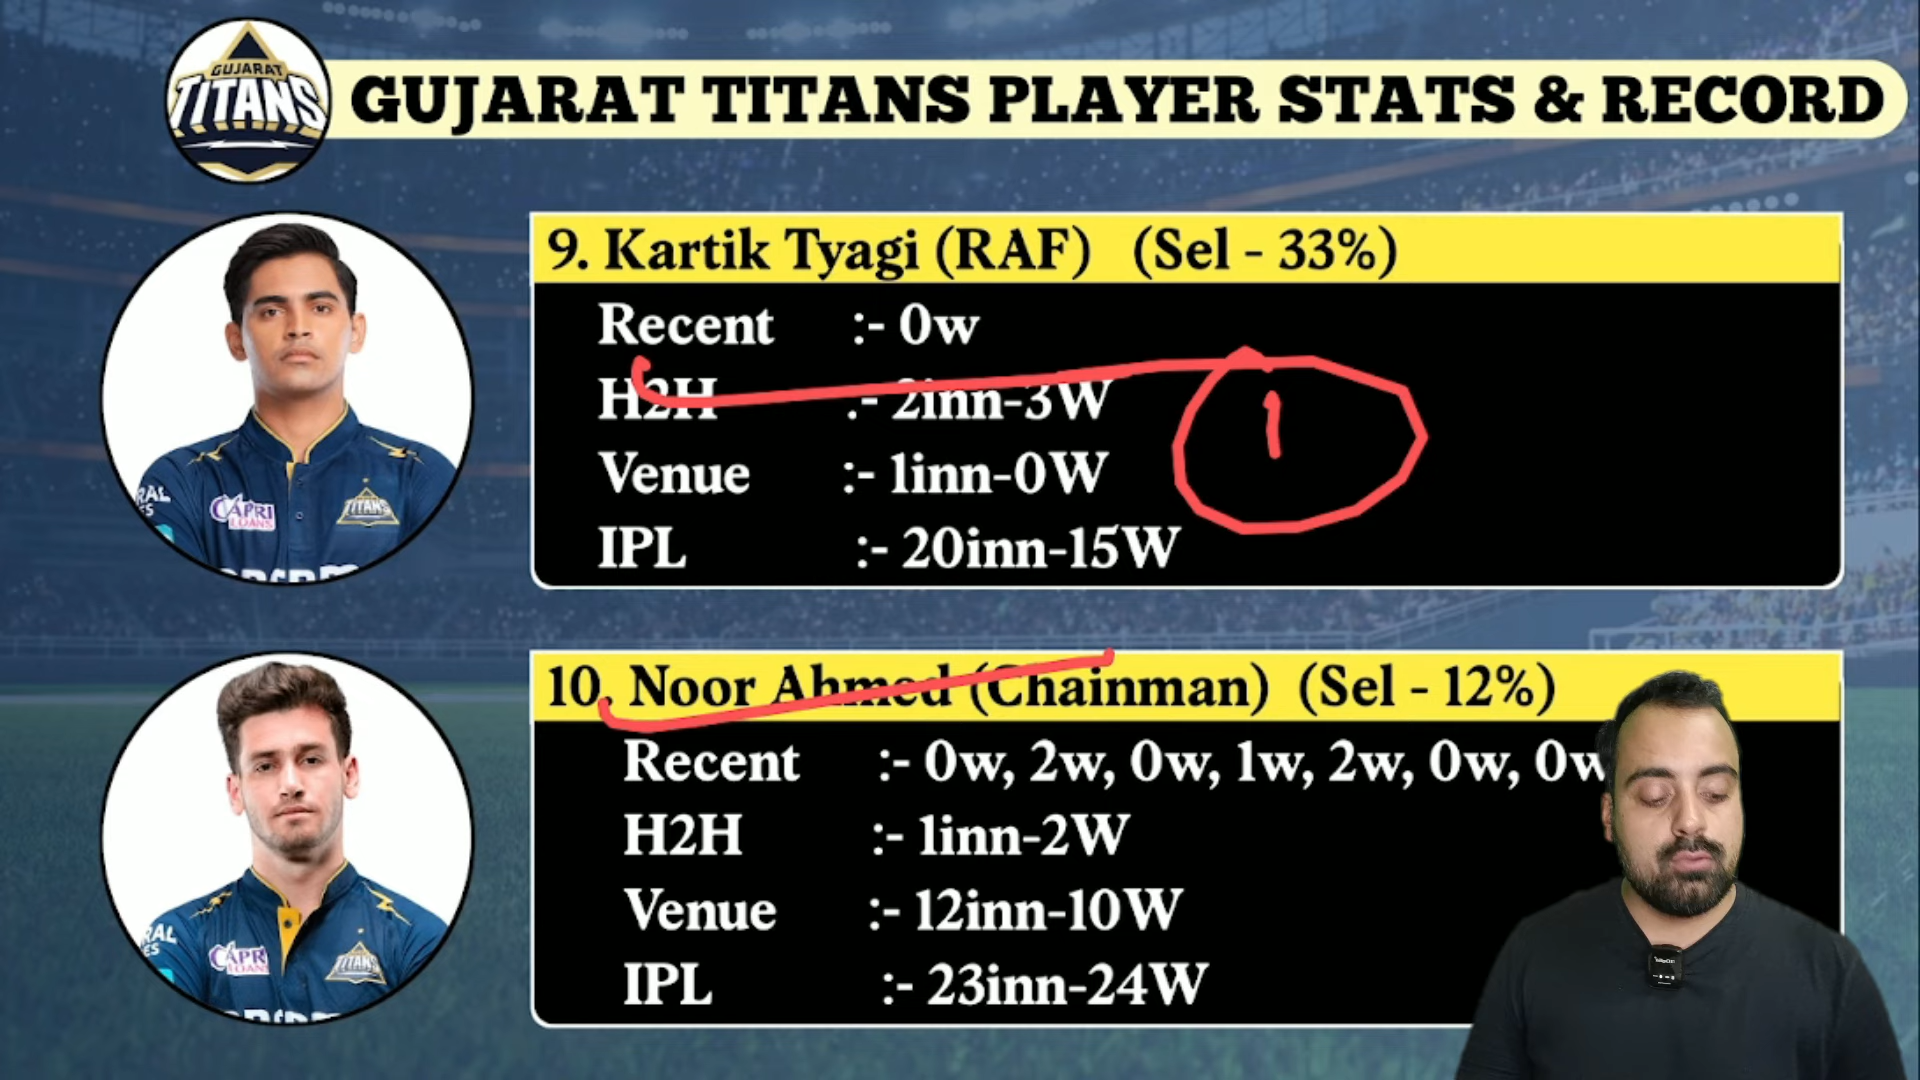 GUJARAT
TITANS
GUJARAT TITANS PLAYER STATS & RECORD
9. Kartik Tyagi (RAF) (Sel - 33%)
Recent :- 0w
H2H :- 2inn-3W
1
Venue :- 1inn-0W
IPL :- 20inn-15W
CAPRI
LOANS
TITANS
10. Noor Ahmed (Chainman) (Sel - 12%)
Recent :- 0w, 2w, 0w, 1w, 2w, 0w, 0w
H2H :- 1inn-2W
Venue :- 12inn-10W
IPL :- 23inn-24W
CAPRI
LOANS
TITANS